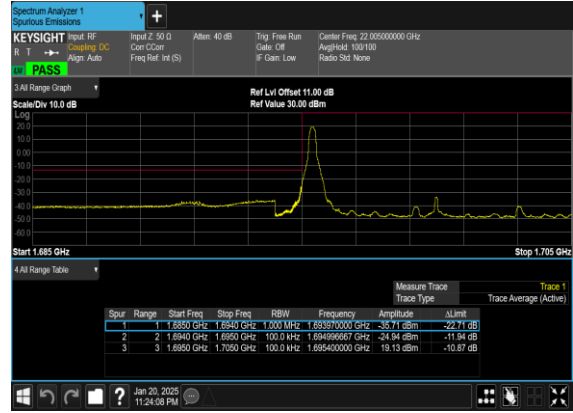 Spectrum Analyzer 1
Spurious Emissions
KEYSIGHT Input: RF Input Z: 50 Ω Atten: 40 dB Trig: Free Run Center Freq: 22.005000000 GHz
R T Coupling: DC Corr CCorr Gate: Off Avg|Hold: 100/100
Align: Auto Freq Ref: Int (S) IF Gain: Low Radio Std: None
PASS
3 All Range Graph Ref Lvl Offset 11.00 dB
Scale/Div 10.0 dB Ref Value 30.00 dBm
Log
20.0
10.0
0.00
-10.0
-20.0
-30.0
-40.0
-50.0
-60.0
Start 1.685 GHz Stop 1.705 GHz
4 All Range Table
Measure Trace Trace 1
Trace Type Trace Average (Active)
Spur Range Start Freq Stop Freq RBW Frequency Amplitude ΔLimit
1 1 1.6850 GHz 1.6940 GHz 1.000 MHz 1.693970000 GHz -35.71 dBm -22.71 dB
2 2 1.6940 GHz 1.6950 GHz 100.0 kHz 1.694996667 GHz -24.94 dBm -11.94 dB
3 3 1.6950 GHz 1.7050 GHz 100.0 kHz 1.695400000 GHz 19.13 dBm -10.87 dB
Jan 20, 2025
11:24:08 PM